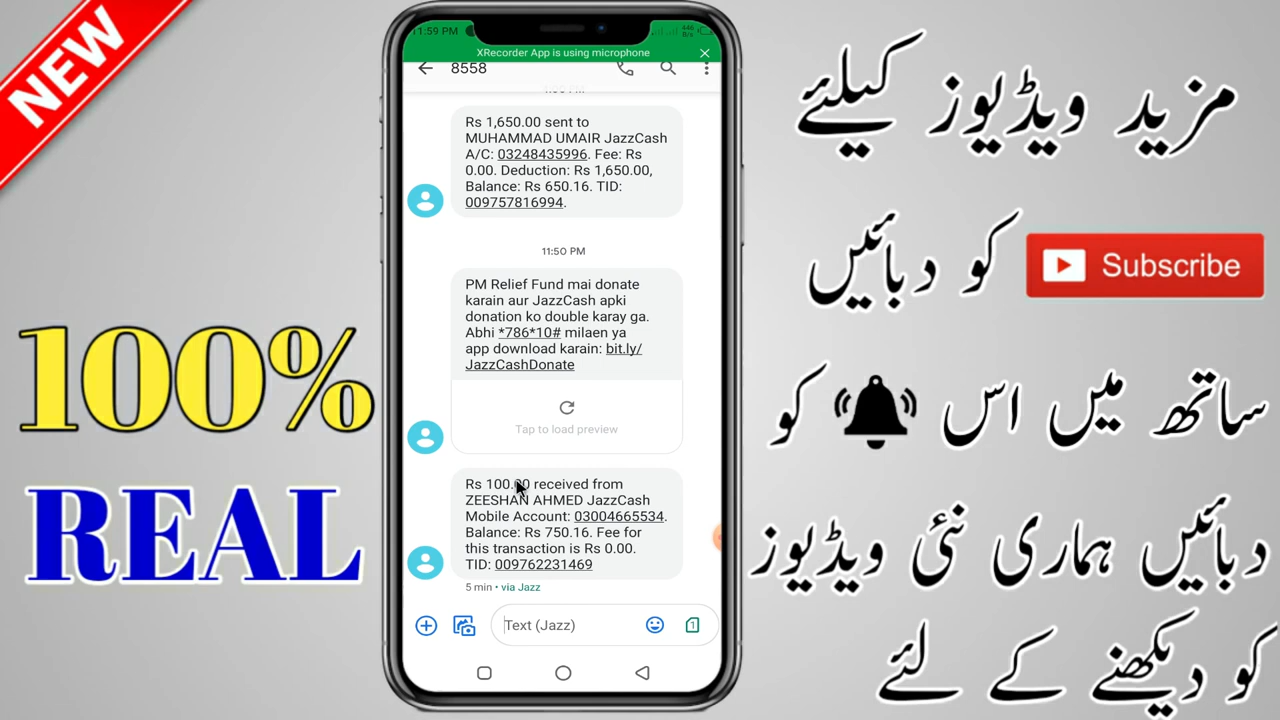 NEW
100%
REAL
11:59 PM
446 B/s
XRecorder App is using microphone
8558
Rs 1,650.00 sent to
MUHAMMAD UMAIR JazzCash
A/C: 03248435996. Fee: Rs
0.00. Deduction: Rs 1,650.00,
Balance: Rs 650.16. TID:
009757816994.
11:50 PM
PM Relief Fund mai donate
karain aur JazzCash apki
donation ko double karay ga.
Abhi *786*10# milaen ya
app download karain: bit.ly/
JazzCashDonate
Tap to load preview
Rs 100.00 received from
ZEESHAN AHMED JazzCash
Mobile Account: 03004665534.
Balance: Rs 750.16. Fee for
this transaction is Rs 0.00.
TID: 009762231469
5 min • via Jazz
Text (Jazz)
1
مزید ویڈیوز کیلئے
Subscribe کو دبائیں
ساتھ میں اس کو
دبائیں ہماری نئی ویڈیوز
کو دیکھنے کے لئے